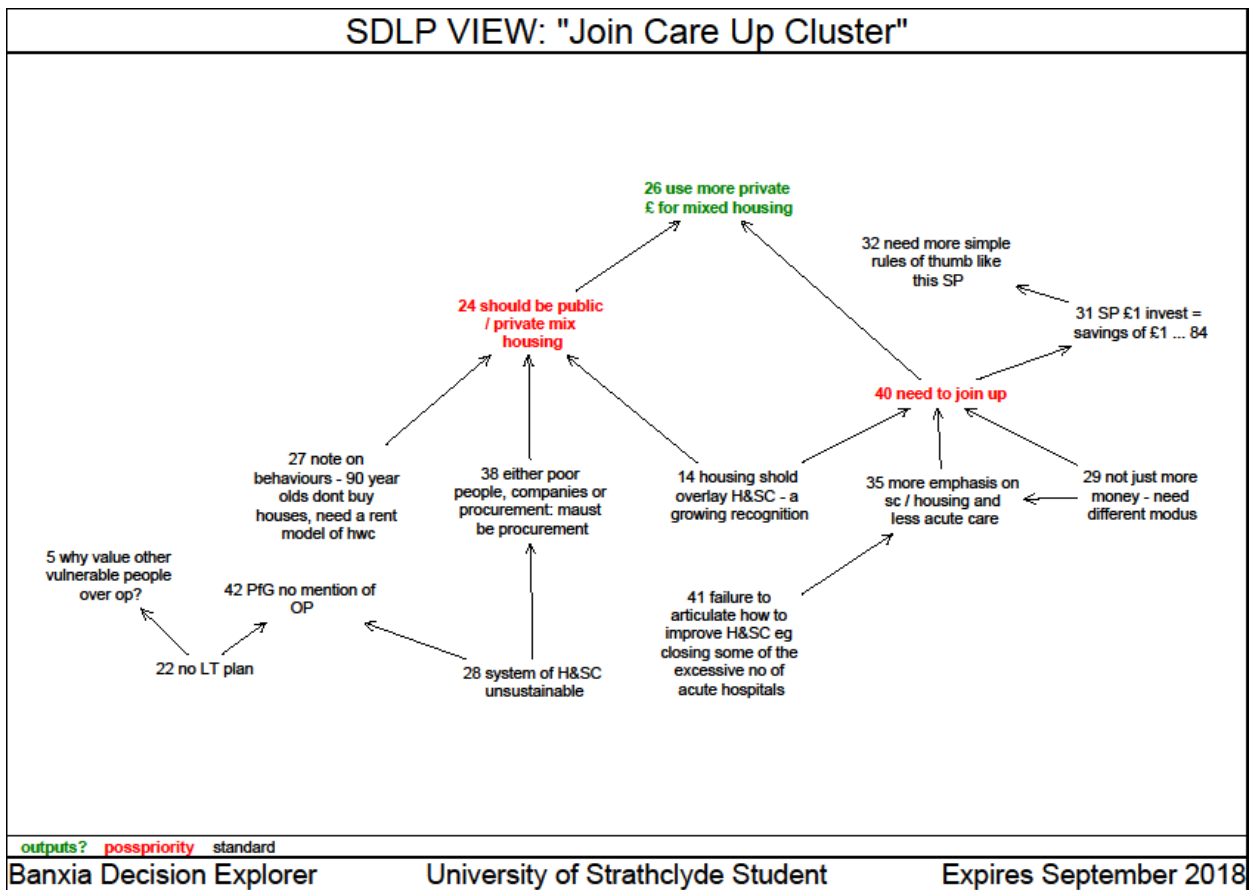 SDLP VIEW: "Join Care Up Cluster"
26 use more private
£ for mixed housing
32 need more simple
rules of thumb like
this SP
24 should be public
/ private mix
housing
31 SP £1 invest =
savings of £1 ... 84
40 need to join up
27 note on
behaviours - 90 year
olds dont buy
houses, need a rent
model of hwc
38 either poor
people, companies or
procurement: maust
be procurement
14 housing shold
overlay H&SC - a
growing recognition
35 more emphasis on
sc / housing and
less acute care
29 not just more
money - need
different modus
5 why value other
vulnerable people
over op?
42 PfG no mention of
OP
41 failure to
articulate how to
improve H&SC eg
closing some of the
excessive no of
acute hospitals
22 no LT plan
28 system of H&SC
unsustainable
outputs? posspriority standard
Banxia Decision Explorer University of Strathclyde Student Expires September 2018